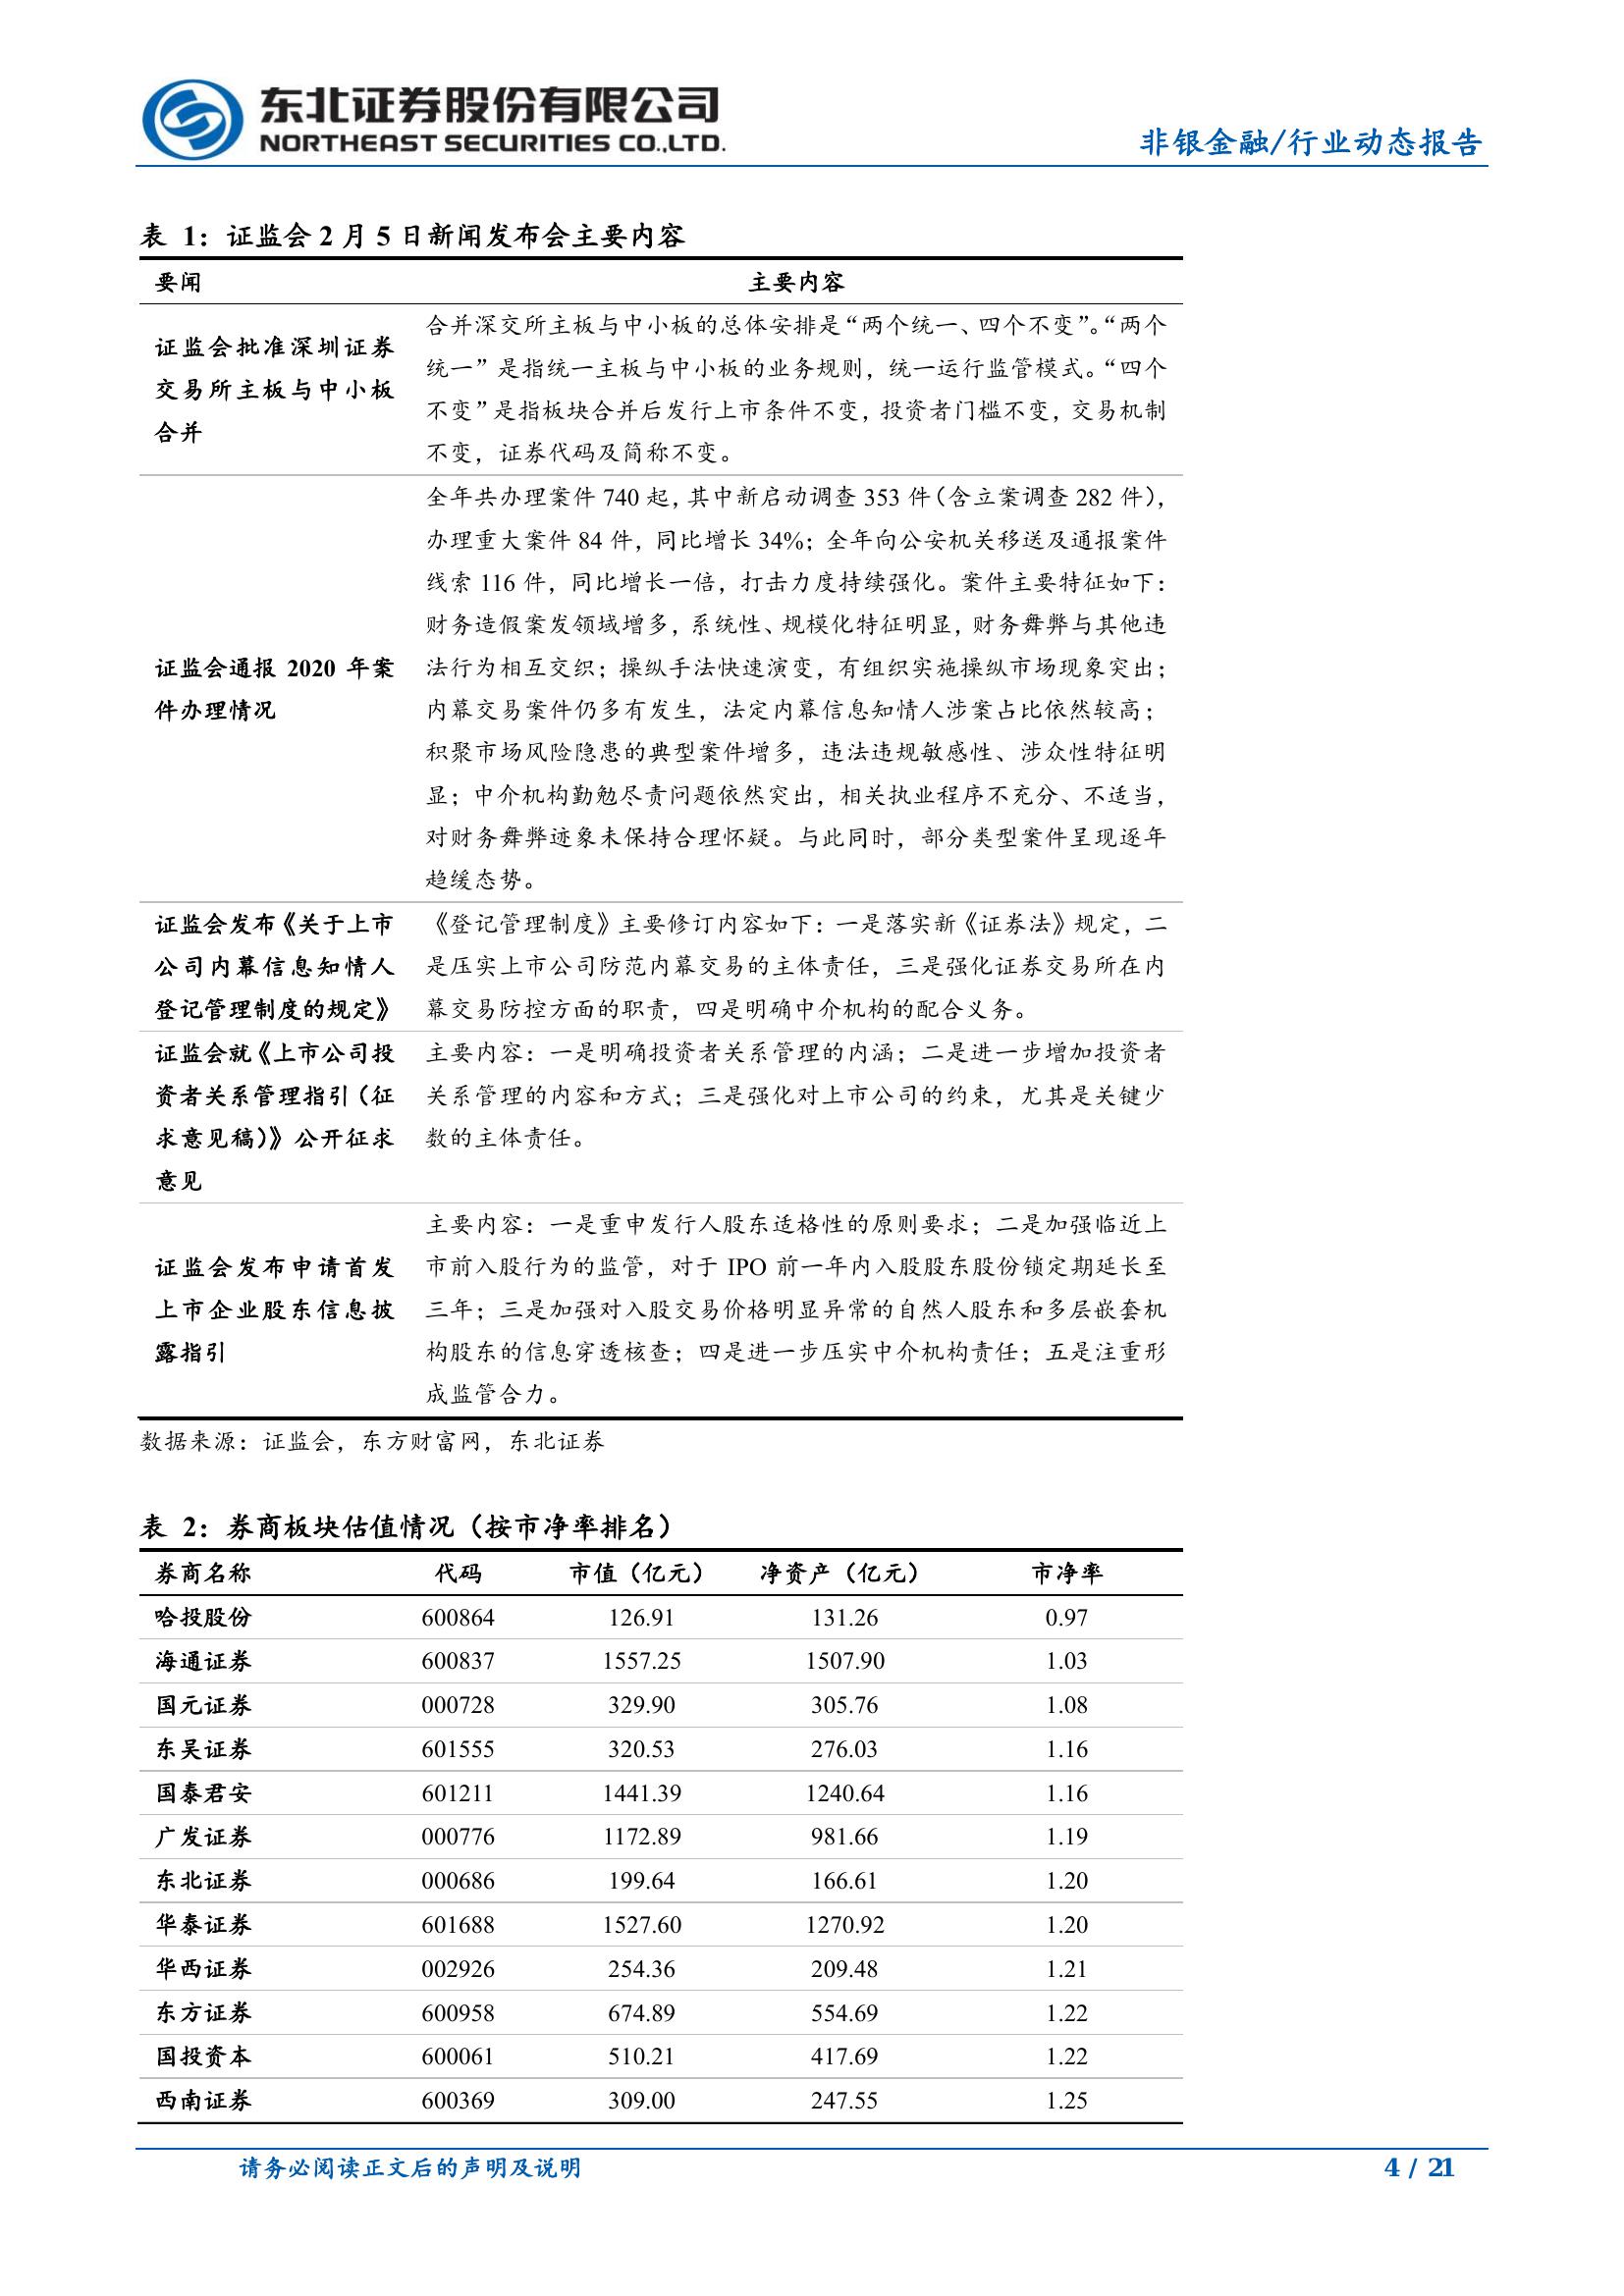 东北证券股份有限公司
NORTHEAST SECURITIES CO.,LTD.
非银金融/行业动态报告
表 1：证监会 2 月 5 日新闻发布会主要内容
要闻 主要内容
证监会批准深圳证券
交易所主板与中小板
合并
合并深交所主板与中小板的总体安排是“两个统一、四个不变”。“两个
统一”是指统一主板与中小板的业务规则，统一运行监管模式。“四个
不变”是指板块合并后发行上市条件不变，投资者门槛不变，交易机制
不变，证券代码及简称不变。
证监会通报 2020 年案
件办理情况
全年共办理案件 740 起，其中新启动调查 353 件（含立案调查 282 件），
办理重大案件 84 件，同比增长 34%；全年向公安机关移送及通报案件
线索 116 件，同比增长一倍，打击力度持续强化。案件主要特征如下：
财务造假案发领域增多，系统性、规模化特征明显，财务舞弊与其他违
法行为相互交织；操纵手法快速演变，有组织实施操纵市场现象突出；
内幕交易案件仍多有发生，法定内幕信息知情人涉案占比依然较高；
积聚市场风险隐患的典型案件增多，违法违规敏感性、涉众性特征明
显；中介机构勤勉尽责问题依然突出，相关执业程序不充分、不适当，
对财务舞弊迹象未保持合理怀疑。与此同时，部分类型案件呈现逐年
趋缓态势。
证监会发布《关于上市
公司内幕信息知情人
登记管理制度的规定》
《登记管理制度》主要修订内容如下：一是落实新《证券法》规定，二
是压实上市公司防范内幕交易的主体责任，三是强化证券交易所在内
幕交易防控方面的职责，四是明确中介机构的配合义务。
证监会就《上市公司投
资者关系管理指引（征
求意见稿）》公开征求
意见
主要内容：一是明确投资者关系管理的内涵；二是进一步增加投资者
关系管理的内容和方式；三是强化对上市公司的约束，尤其是关键少
数的主体责任。
证监会发布申请首发
上市企业股东信息披
露指引
主要内容：一是重申发行人股东适格性的原则要求；二是加强临近上
市前入股行为的监管，对于 IPO 前一年内入股股东股份锁定期延长至
三年；三是加强对入股交易价格明显异常的自然人股东和多层嵌套机
构股东的信息穿透核查；四是进一步压实中介机构责任；五是注重形
成监管合力。
数据来源：证监会，东方财富网，东北证券
表 2：券商板块估值情况（按市净率排名）
券商名称 代码 市值（亿元） 净资产（亿元） 市净率
哈投股份 600864 126.91 131.26 0.97
海通证券 600837 1557.25 1507.90 1.03
国元证券 000728 329.90 305.76 1.08
东吴证券 601555 320.53 276.03 1.16
国泰君安 601211 1441.39 1240.64 1.16
广发证券 000776 1172.89 981.66 1.19
东北证券 000686 199.64 166.61 1.20
华泰证券 601688 1527.60 1270.92 1.20
华西证券 002926 254.36 209.48 1.21
东方证券 600958 674.89 554.69 1.22
国投资本 600061 510.21 417.69 1.22
西南证券 600369 309.00 247.55 1.25
请务必阅读正文后的声明及说明
4 / 21